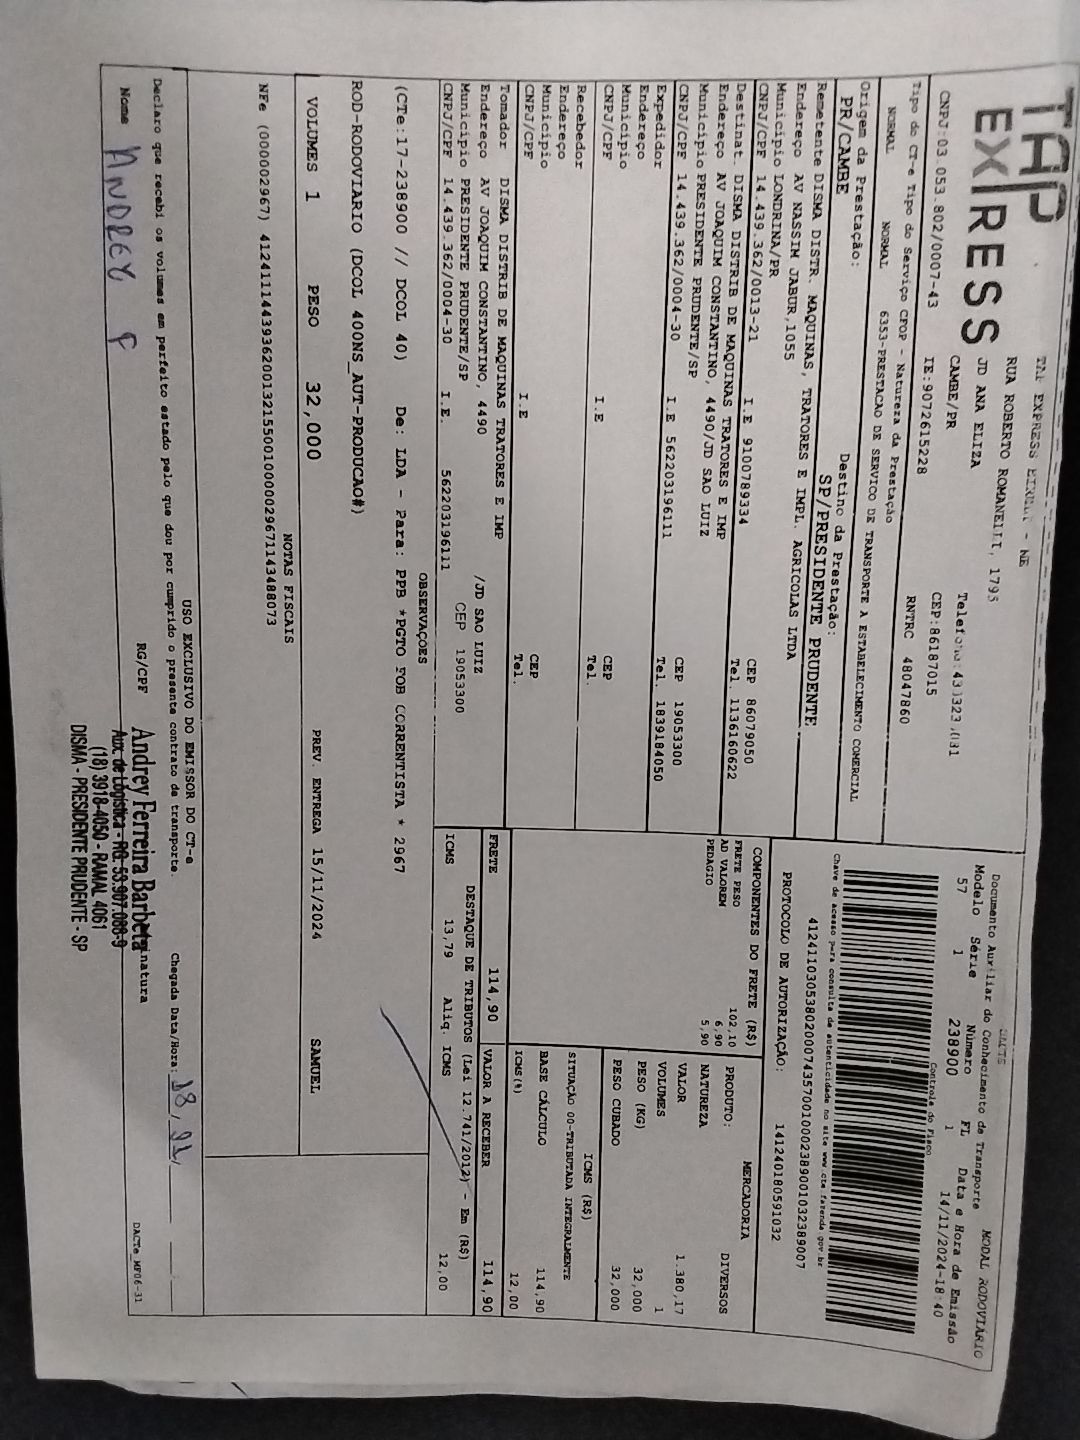 TAP
EXPRESS
TAP EXPRESS EIRELI - ME
RUA ROBERTO ROMANELLI, 1795
JD ANA ELIZA
CAMBE/PR
CEP:86187015
CNPJ:03.053.802/0007-43
IE:9072615228
RNTRC 48047860
Tipo do CT-e Tipo do Serviço CFOP - Natureza da Prestação
NORMAL NORMAL 6353-PRESTACAO DE SERVICO DE TRANSPORTE A ESTABELECIMENTO COMERCIAL
Origem da Prestação: Destino da Prestação:
PR/CAMBE SP/PRESIDENTE PRUDENTE
Remetente DISMA DISTR. MAQUINAS, TRATORES E IMPL. AGRICOLAS LTDA
Endereço AV NASSIM JABUR,1055
Município LONDRINA/PR CEP 86079050
CNPJ/CPF 14.439.362/0013-21 I.E 9100789334 Tel. 1136160622
Destinat. DISMA DISTRIB DE MAQUINAS TRATORES E IMP
Endereço AV JOAQUIM CONSTANTINO, 4490/JD SAO LUIZ
Município PRESIDENTE PRUDENTE/SP CEP 19053300
CNPJ/CPF 14.439.362/0004-30 I.E 562203196111 Tel. 1839184050
Expedidor
Endereço
Município CEP
CNPJ/CPF I.E Tel.
Recebedor
Endereço
Município CEP
CNPJ/CPF I.E Tel.
Tomador DISMA DISTRIB DE MAQUINAS TRATORES E IMP
Endereço AV JOAQUIM CONSTANTINO, 4490 /JD SAO LUIZ
Município PRESIDENTE PRUDENTE/SP CEP 19053300
CNPJ/CPF 14.439.362/0004-30 I.E. 562203196111
DACTE
Documento Auxiliar do Conhecimento de Transporte MODAL RODOVIÁRIO
Modelo Série Número FL Data e Hora de Emissão
57 1 238900 1 14/11/2024-18:40
Controle do Fisco
Chave de acesso para consulta de autenticidade no site www.cte.fazenda.gov.br
41241103053802000743570010002389001032389007
PROTOCOLO DE AUTORIZAÇÃO: 141240180591032
COMPONENTES DO FRETE (R$)
FRETE PESO 102,10
AD VALOREM 6,90
PEDAGIO 5,90
PRODUTO: MERCADORIA
NATUREZA DIVERSOS
VALOR 1.380,17
VOLUMES 1
PESO (KG) 32,000
PESO CUBADO 32,000
ICMS (R$)
SITUAÇÃO 00-TRIBUTADA INTEGRALMENTE
BASE CÁLCULO 114,90
ICMS(%) 12,00
FRETE 114,90 VALOR A RECEBER 114,90
DESTAQUE DE TRIBUTOS (Lei 12.741/2012) - Em (R$)
ICMS 13,79 Aliq. ICMS 12,00
OBSERVAÇÕES
(CTe:17-238900 // DCOL 40) De: LDA - Para: PPB *PGTO FOB CORRENTISTA * 2967
ROD-RODOVIARIO (DCOL 400NS_AUT-PRODUCAO#)
VOLUMES 1 PESO 32,000 PREV. ENTREGA 15/11/2024 SAMUEL
NOTAS FISCAIS
NFe (000002967) 41241114439362001321550010000029671143488073
USO EXCLUSIVO DO EMISSOR DO CT-e
Declaro que recebi os volumes em perfeito estado pelo que dou por cumprido o presente contrato de transporte. Chegada Data/Hora: 18/11/
Nome ANDREY F RG/CPF
Andrey Ferreira Barbeta
Aux. de Logística - RG: 53.907.088-9
(18) 3918-4050 - RAMAL 4061
DISMA - PRESIDENTE PRUDENTE - SP
DACTe_MF06-31